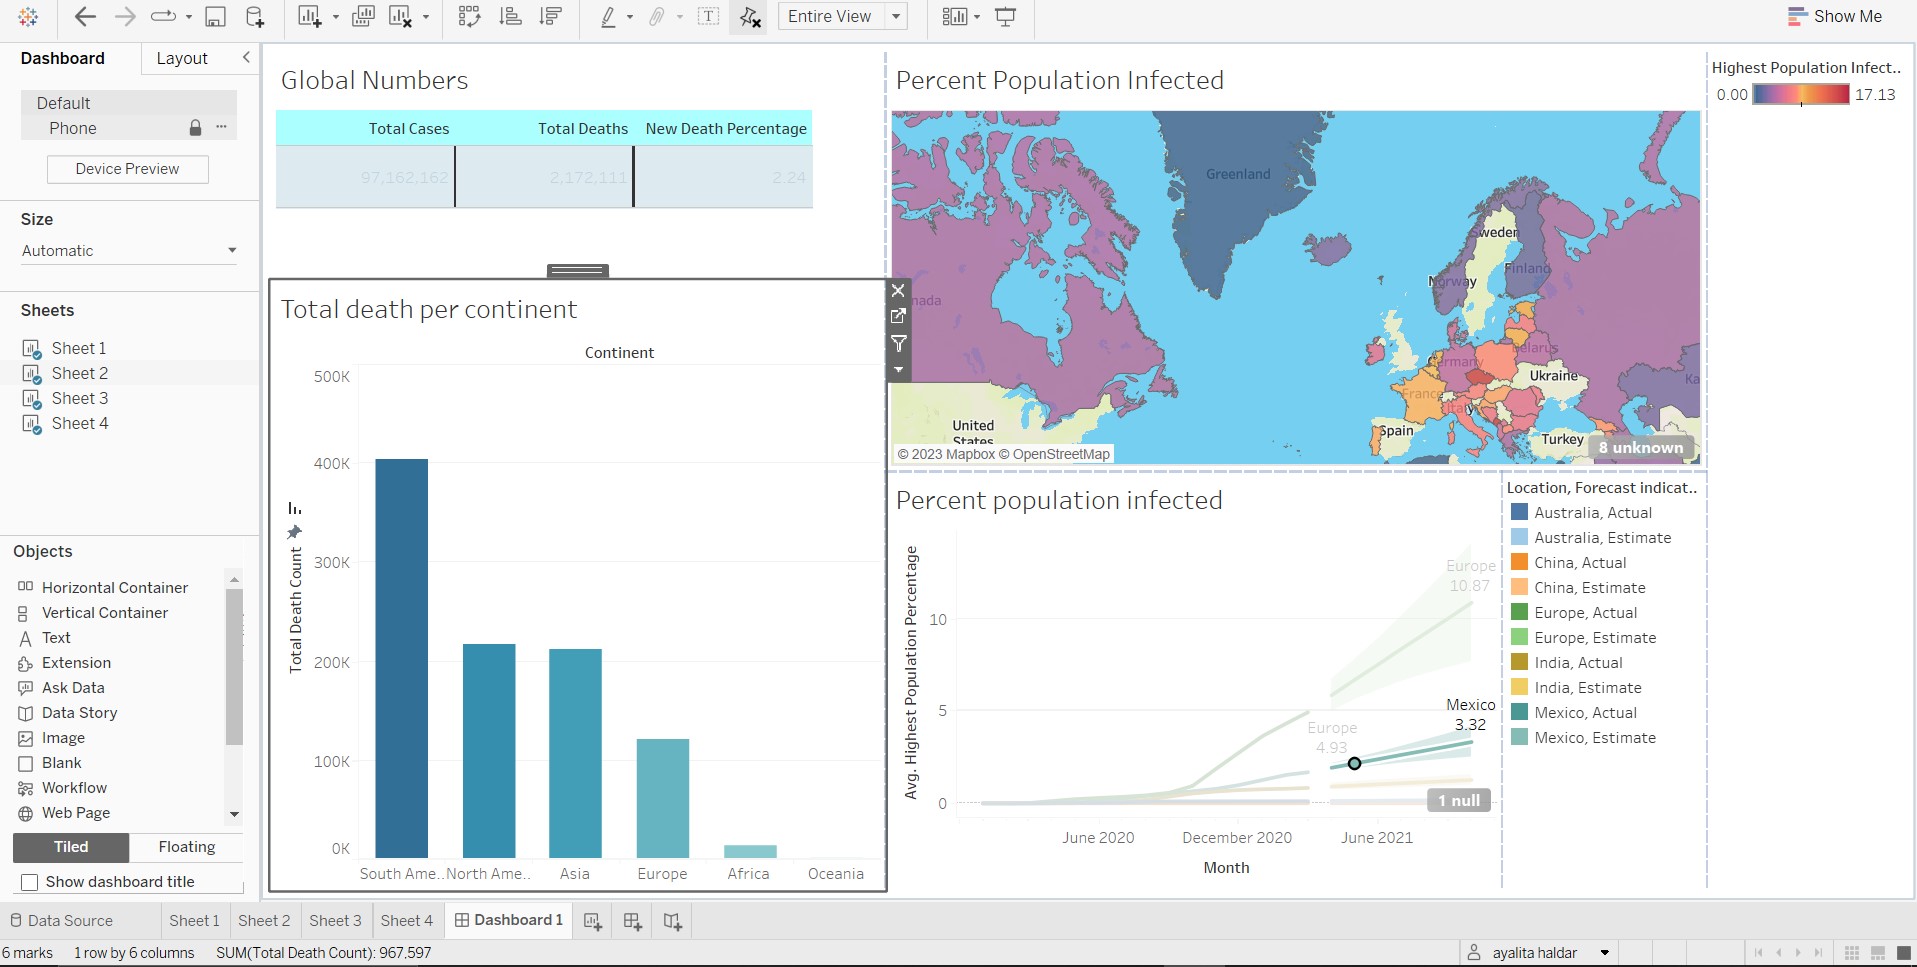 Entire View
Show Me
Dashboard
Layout
Default
Phone
Device Preview
Size
Automatic
Sheets
Sheet 1
Sheet 2
Sheet 3
Sheet 4
Objects
Horizontal Container
Vertical Container
Text
Extension
Ask Data
Data Story
Image
Blank
Workflow
Web Page
Tiled
Floating
Show dashboard title
Global Numbers
Total Cases
Total Deaths
New Death Percentage
97,162,162
2,172,111
2.24
Total death per continent
Continent
Total Death Count
500K
400K
300K
200K
100K
0K
South Ame..
North Ame..
Asia
Europe
Africa
Oceania
Percent Population Infected
Greenland
nada
United
States
Sweden
Norway
Finland
Belarus
ermany
Ukraine
France
Italy
Spain
Turkey
Ka
© 2023 Mapbox © OpenStreetMap
8 unknown
Highest Population Infect..
0.00
17.13
Percent population infected
Avg. Highest Population Percentage
10
5
0
Europe
10.87
Europe
4.93
Mexico
3.32
1 null
June 2020
December 2020
June 2021
Month
Location, Forecast indicat..
Australia, Actual
Australia, Estimate
China, Actual
China, Estimate
Europe, Actual
Europe, Estimate
India, Actual
India, Estimate
Mexico, Actual
Mexico, Estimate
Data Source
Sheet 1
Sheet 2
Sheet 3
Sheet 4
Dashboard 1
6 marks
1 row by 6 columns
SUM(Total Death Count): 967,597
ayalita haldar